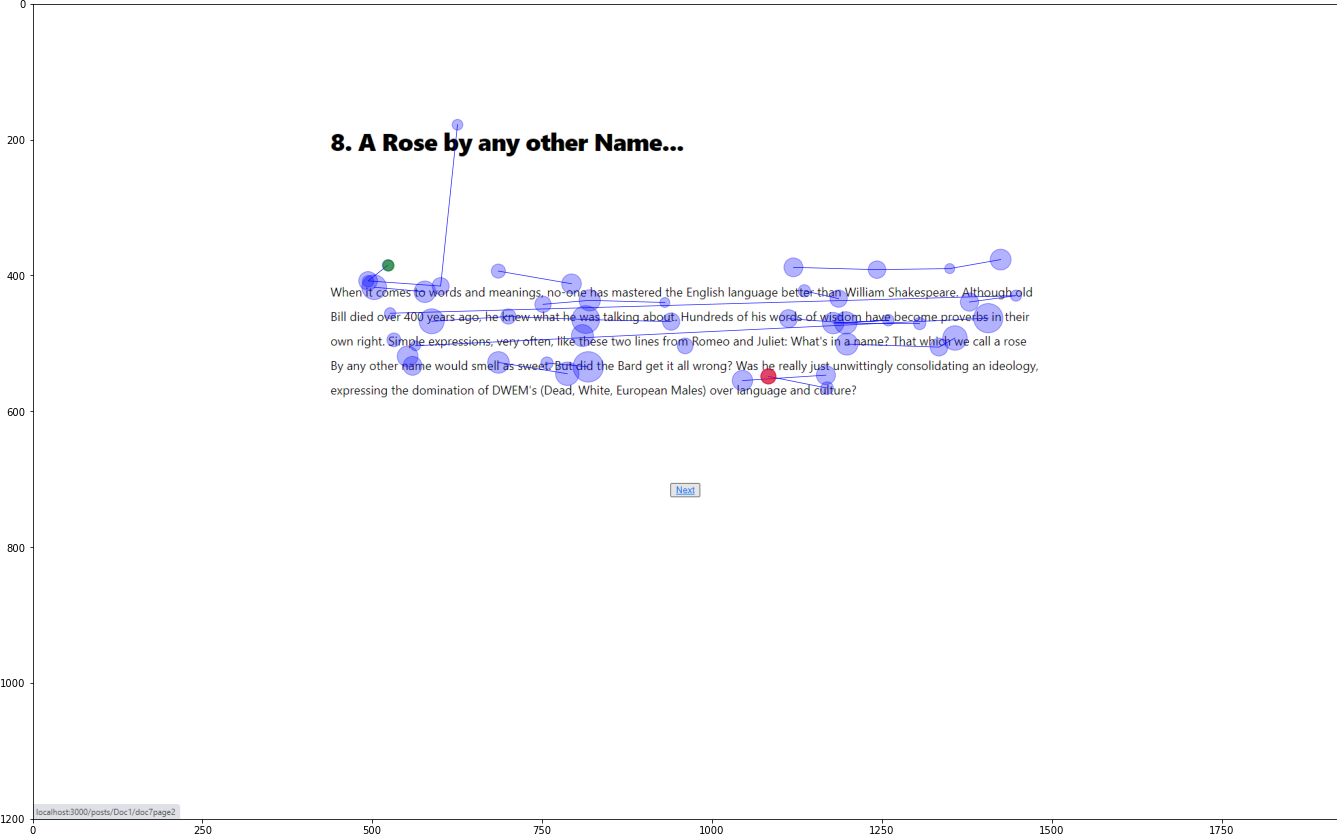 0
200
8. A Rose by any other Name...
400
When it comes to words and meanings, no-one has mastered the English language better than William Shakespeare. Although old
Bill died over 400 years ago, he knew what he was talking about. Hundreds of his words of wisdom have become proverbs in their
own right. Simple expressions, very often, like these two lines from Romeo and Juliet: What's in a name? That which we call a rose
By any other name would smell as sweet. But did the Bard get it all wrong? Was he really just unwittingly consolidating an ideology,
expressing the domination of DWEM's (Dead, White, European Males) over language and culture?
600
Next
800
1000
localhost:3000/posts/Doc1/doc7page2
1200
0 250 500 750 1000 1250 1500 1750